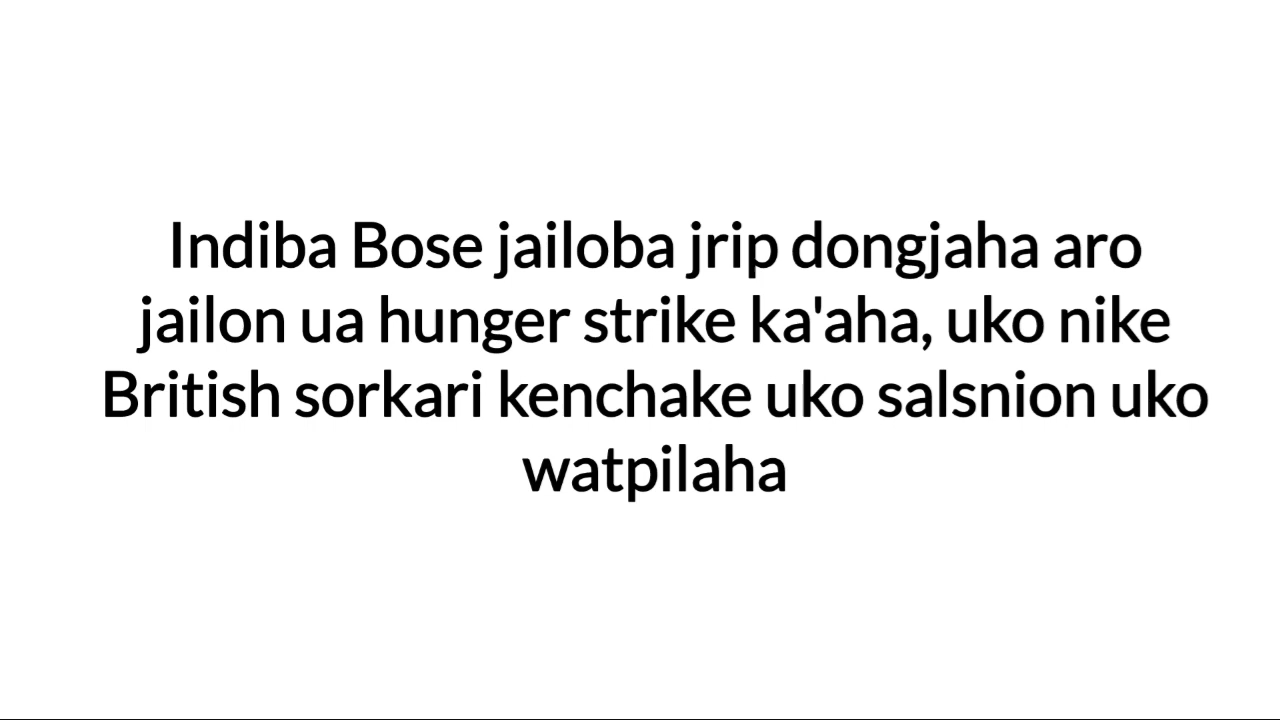 Indiba Bose jailoba jrip dongjaha aro
jailon ua hunger strike ka'aha, uko nike
British sorkari kenchake uko salsnion uko
watpilaha